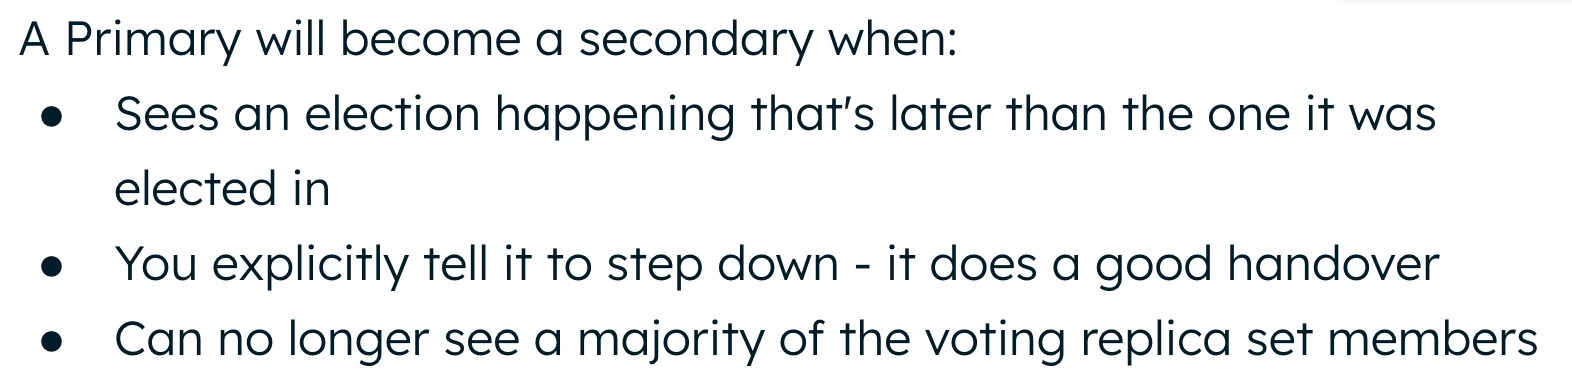 A Primary will become a secondary when:
● Sees an election happening that's later than the one it was
elected in
● You explicitly tell it to step down - it does a good handover
● Can no longer see a majority of the voting replica set members